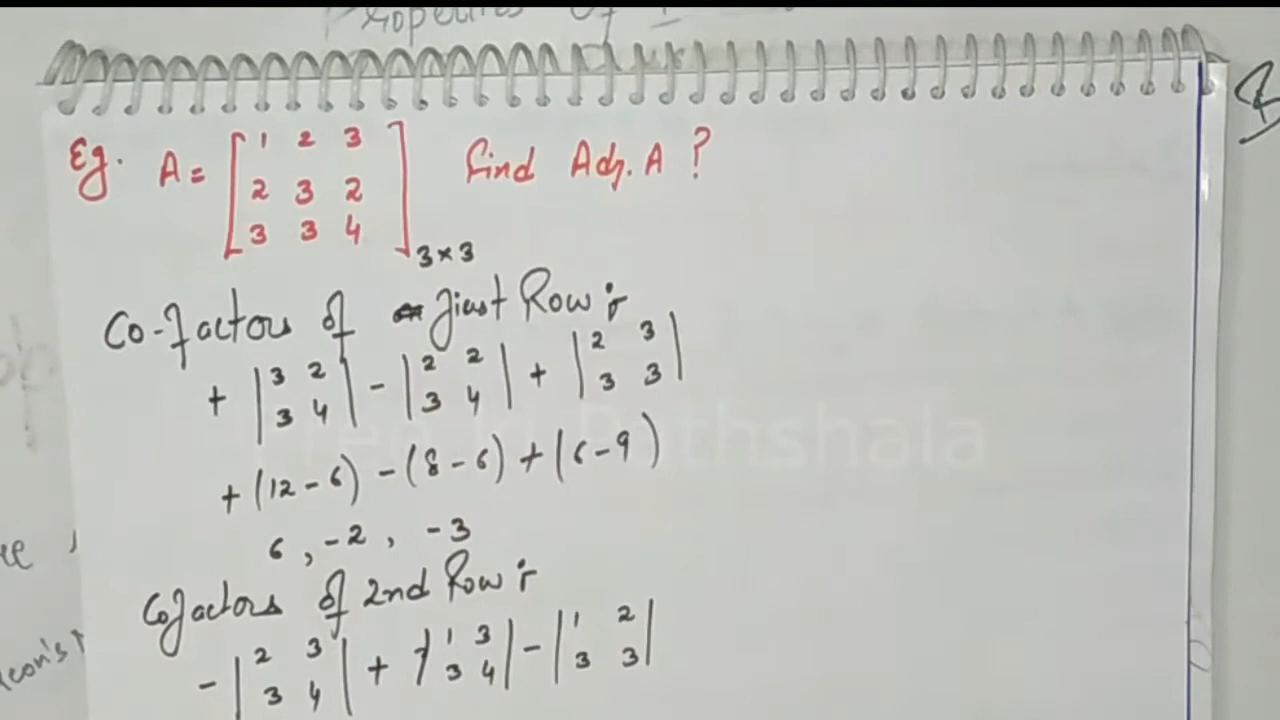 Properties of
Eg. A = [ 1 2 3
2 3 2
3 3 4 ] 3×3 find Adj. A ?
Co-factors of first Row :-
+ | 3 2 | - | 2 2 | + | 2 3 |
| 3 4 | | 3 4 | | 3 3 |
+ (12 - 6) - (8 - 6) + (6 - 9)
6 , -2 , -3
Cofactors of 2nd Row :-
- | 2 3 | + | 1 3 | - | 1 2 |
| 3 4 | | 3 4 | | 3 3 |